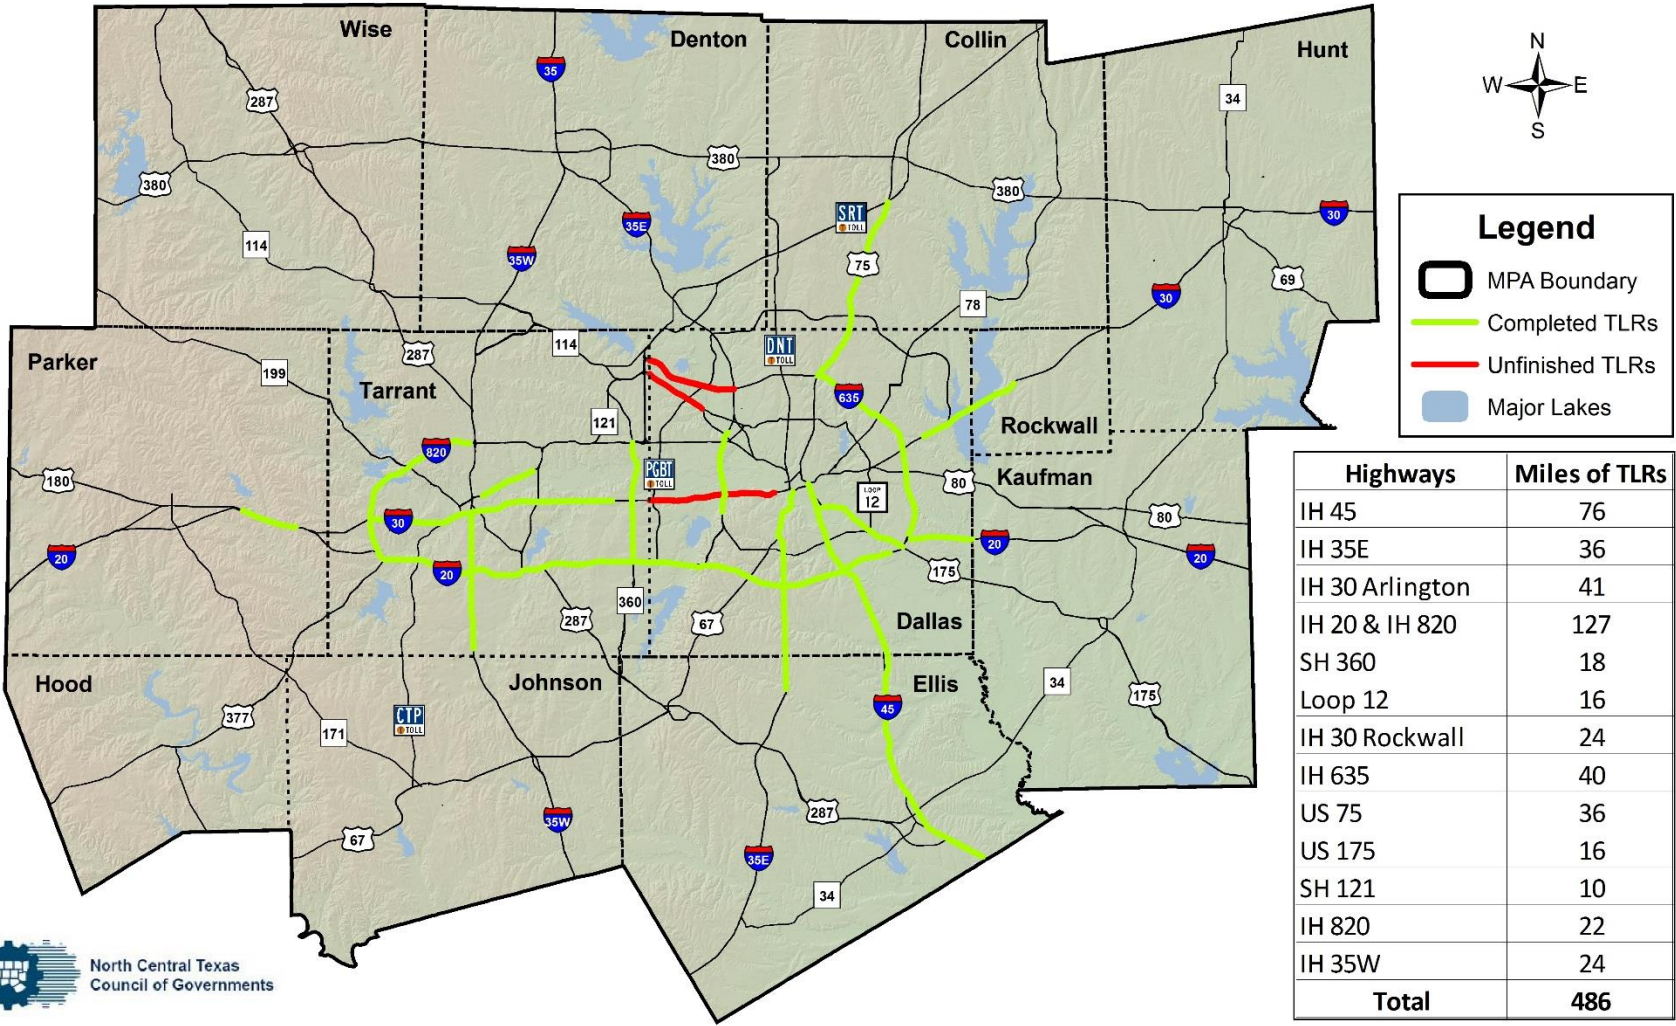 Wise
Denton
Collin
Hunt
N
W E
S
35
287
34
380
380
380
SRT
TOLL
30
35E
114
35W
75
69
30
78
Legend
MPA Boundary
Completed TLRs
Unfinished TLRs
Major Lakes
Parker
199
287
114
DNT
TOLL
Tarrant
635
121
Rockwall
820
PGBT
TOLL
180
80
Kaufman
LOOP
12
30
80
20
20
20
20
175
360
287
67
Dallas
Hood
Johnson
Ellis
34
175
45
377
CTP
TOLL
171
287
67
35W
35E
34
Highways Miles of TLRs
IH 45 76
IH 35E 36
IH 30 Arlington 41
IH 20 & IH 820 127
SH 360 18
Loop 12 16
IH 30 Rockwall 24
IH 635 40
US 75 36
US 175 16
SH 121 10
IH 820 22
IH 35W 24
Total 486
North Central Texas
Council of Governments